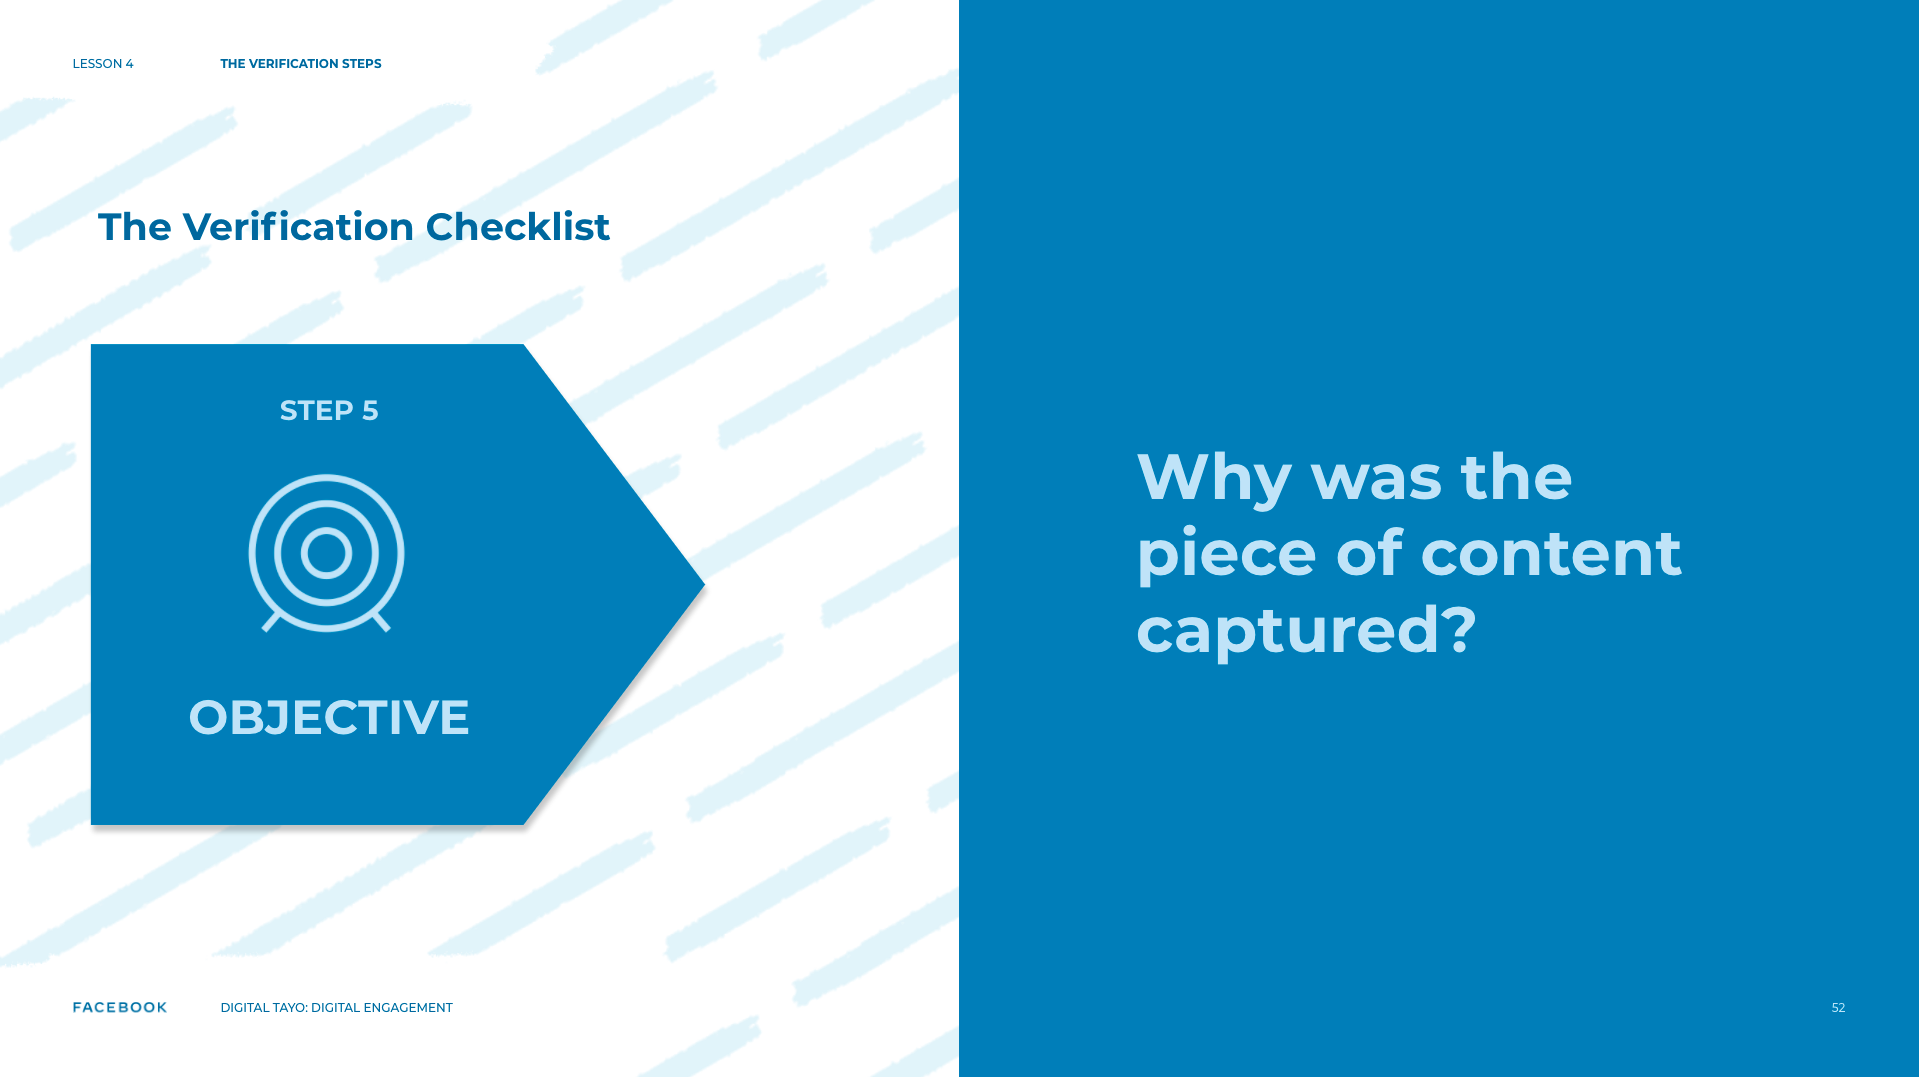 LESSON 4
THE VERIFICATION STEPS
The Verification Checklist
STEP 5
OBJECTIVE
Why was the
piece of content
captured?
FACEBOOK
DIGITAL TAYO: DIGITAL ENGAGEMENT
52